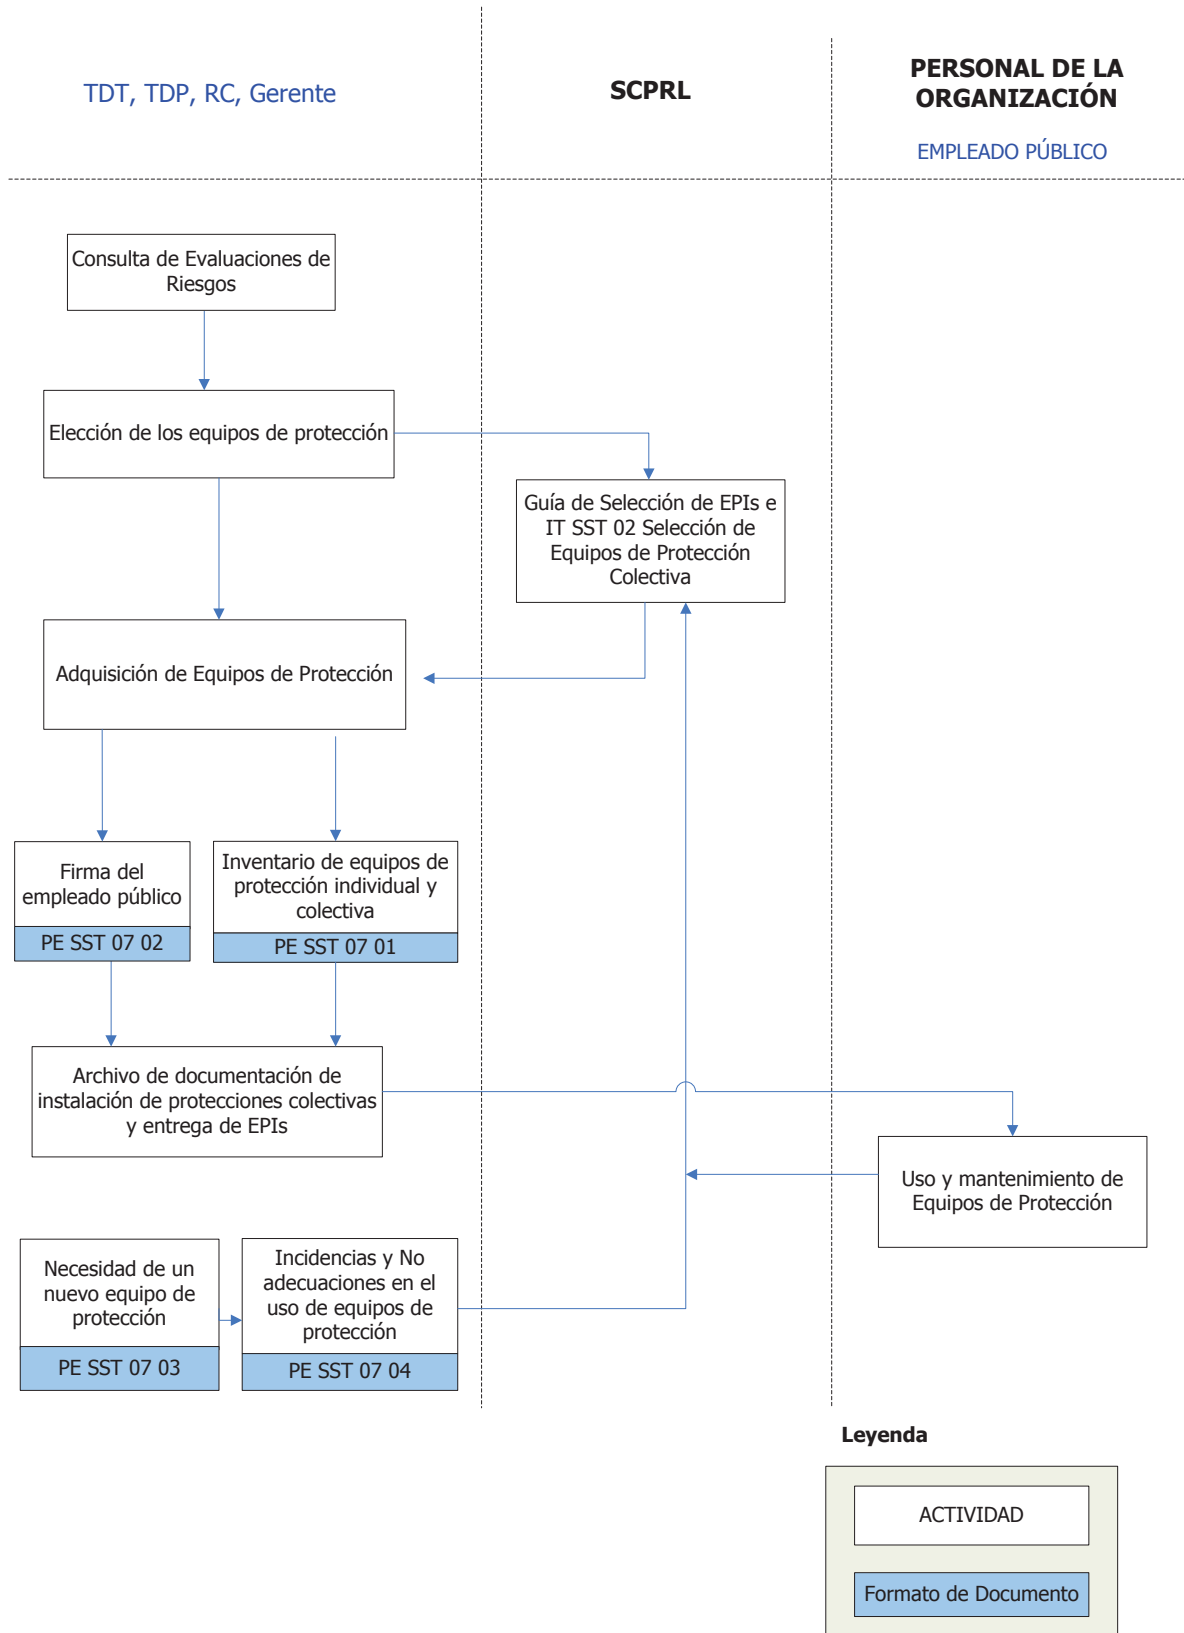 TDT, TDP, RC, Gerente
SCPRL
PERSONAL DE LA
ORGANIZACIÓN
EMPLEADO PÚBLICO
Consulta de Evaluaciones de
Riesgos
Elección de los equipos de protección
Guía de Selección de EPIs e
IT SST 02 Selección de
Equipos de Protección
Colectiva
Adquisición de Equipos de Protección
Firma del
empleado público
PE SST 07 02
Inventario de equipos de
protección individual y
colectiva
PE SST 07 01
Archivo de documentación de
instalación de protecciones colectivas
y entrega de EPIs
Uso y mantenimiento de
Equipos de Protección
Necesidad de un
nuevo equipo de
protección
PE SST 07 03
Incidencias y No
adecuaciones en el
uso de equipos de
protección
PE SST 07 04
Leyenda
ACTIVIDAD
Formato de Documento